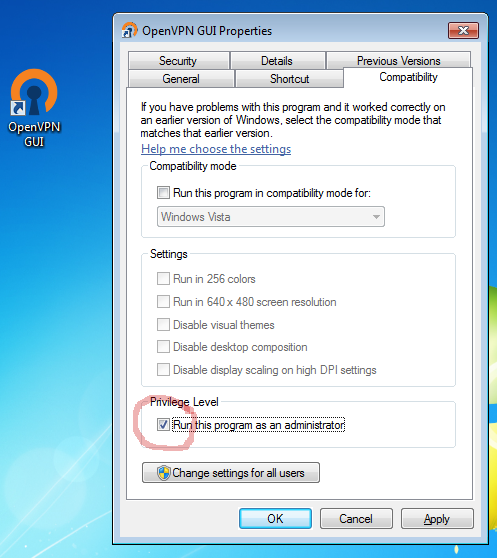 OpenVPN GUI Properties
Security
Details
Previous Versions
General
Shortcut
Compatibility
If you have problems with this program and it worked correctly on
an earlier version of Windows, select the compatibility mode that
matches that earlier version.
Help me choose the settings
Compatibility mode
Run this program in compatibility mode for:
Windows Vista
Settings
Run in 256 colors
Run in 640 x 480 screen resolution
Disable visual themes
Disable desktop composition
Disable display scaling on high DPI settings
Privilege Level
Run this program as an administrator
Change settings for all users
OK
Cancel
Apply
OpenVPN
GUI